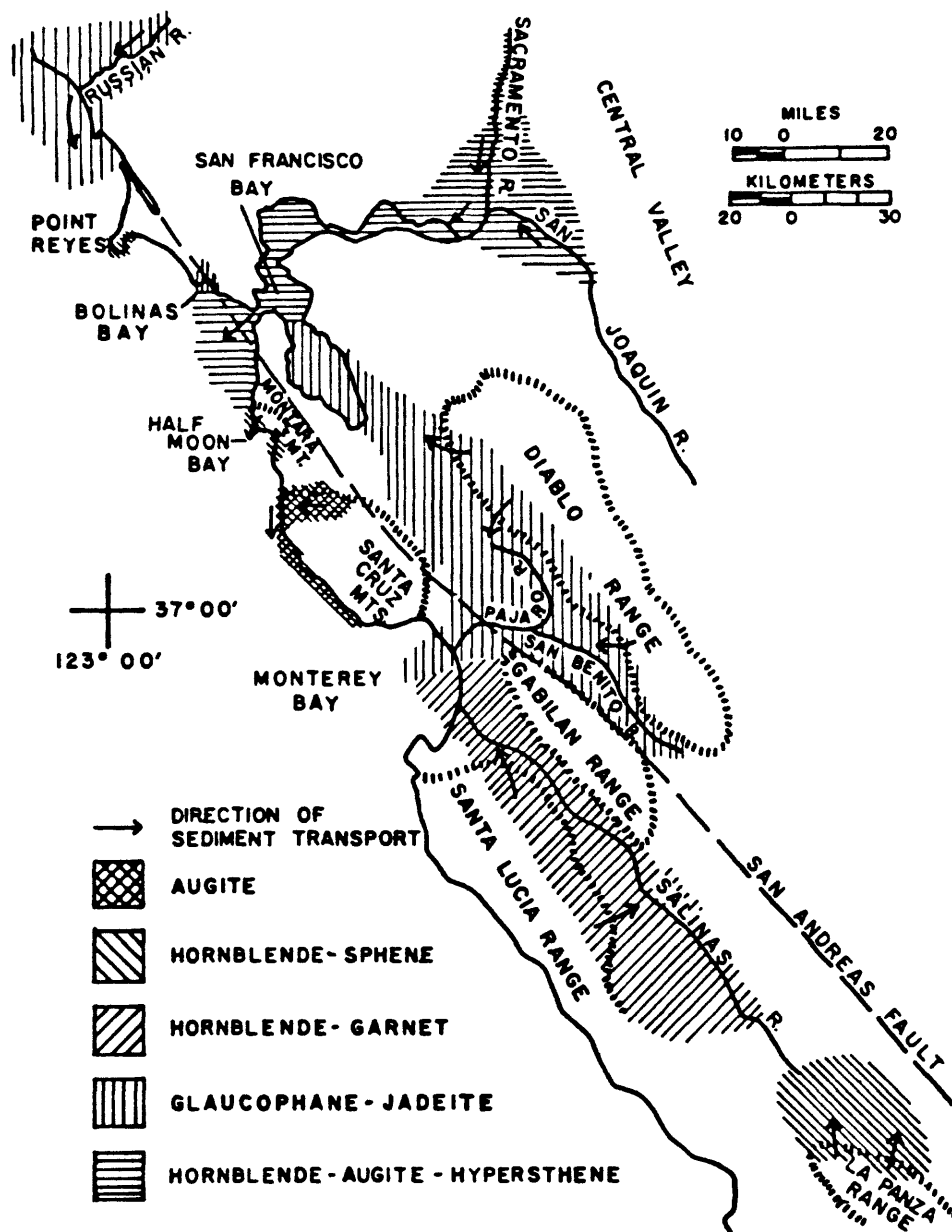 RUSSIAN R.
SACRAMENTO R.
CENTRAL VALLEY
MILES
10 0 20
KILOMETERS
20 0 30
SAN FRANCISCO
BAY
POINT
REYES
SAN JOAQUIN R.
BOLINAS
BAY
MONTARA
MT.
HALF
MOON
BAY
DIABLO RANGE
SANTA
CRUZ
MTS.
PAJARO R.
37° 00'
123° 00'
SAN BENITO R.
MONTEREY
BAY
GABILAN RANGE
SANTA LUCIA RANGE
SALINAS R.
SAN ANDREAS FAULT
LA PANZA
RANGE
DIRECTION OF
SEDIMENT TRANSPORT
AUGITE
HORNBLENDE-SPHENE
HORNBLENDE-GARNET
GLAUCOPHANE-JADEITE
HORNBLENDE-AUGITE-HYPERSTHENE